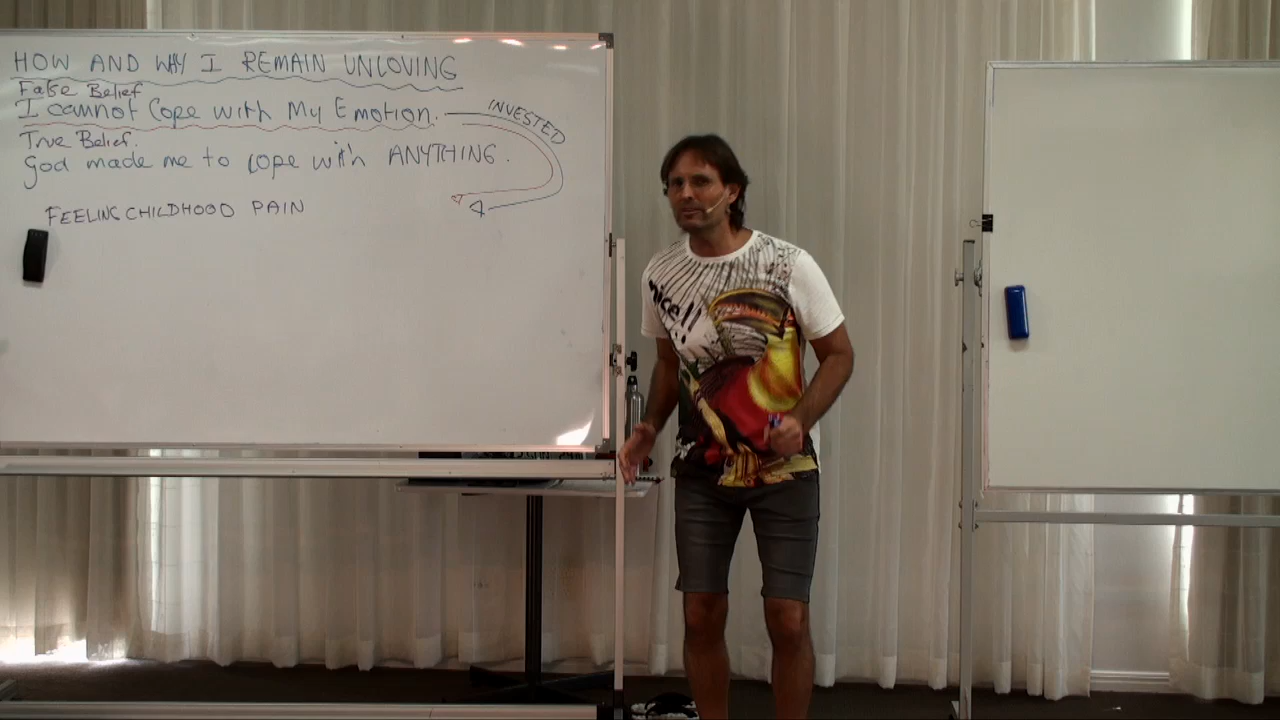 HOW AND WHY I REMAIN UNLOVING
False Belief
I cannot Cope with My Emotion.
INVESTED
True Belief.
God made me to cope with ANYTHING.
FEELING CHILDHOOD PAIN
nice!!